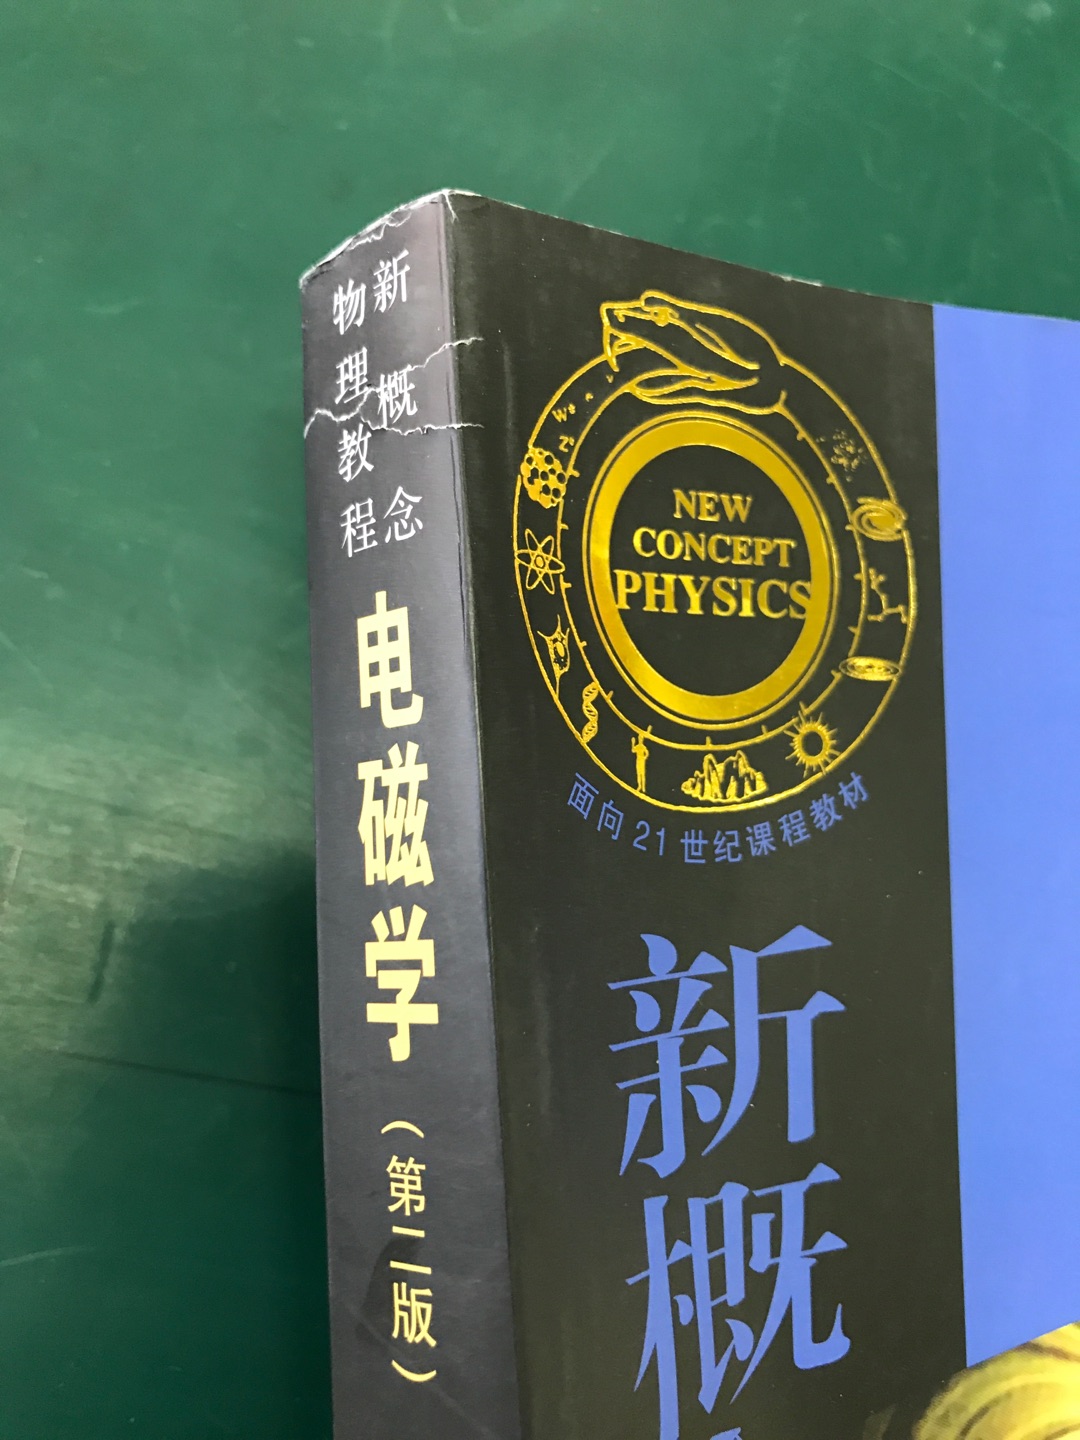 新概念
物理教程
电磁学
（第二版）
NEW
CONCEPT
PHYSICS
面向21世纪课程教材
新概